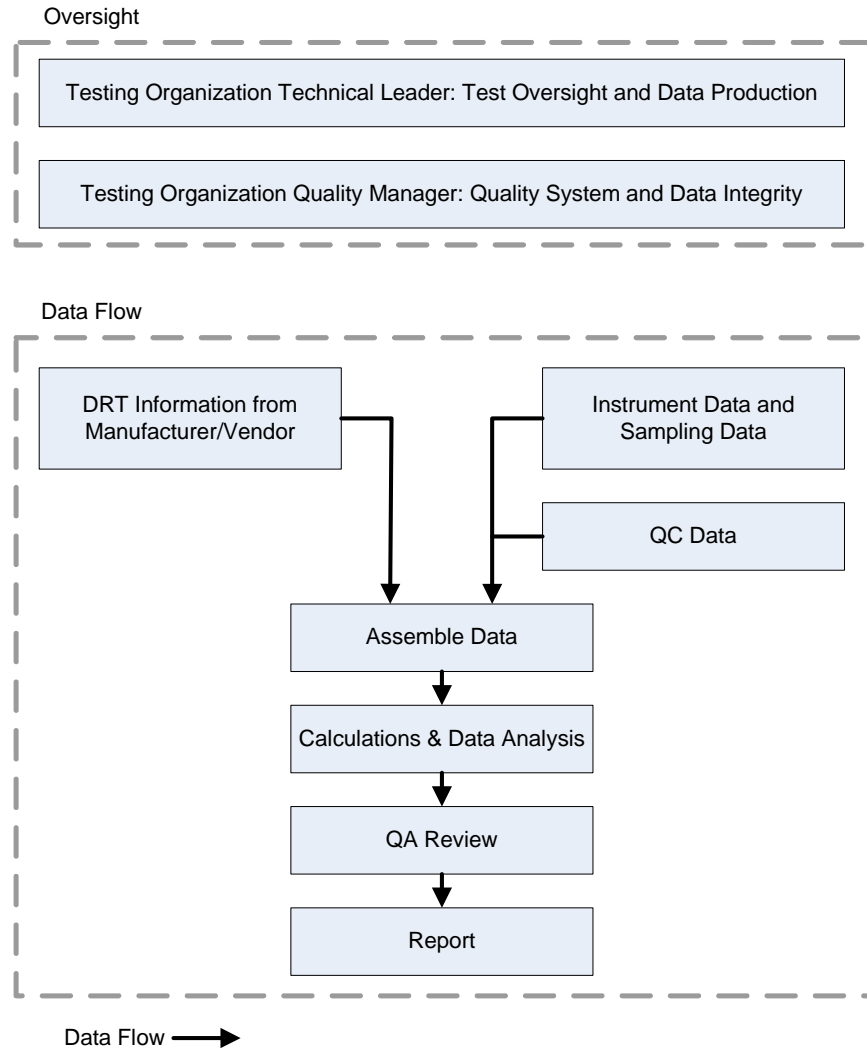 Oversight
Testing Organization Technical Leader: Test Oversight and Data Production
Testing Organization Quality Manager: Quality System and Data Integrity
Data Flow
DRT Information from
Manufacturer/Vendor
Instrument Data and
Sampling Data
QC Data
Assemble Data
Calculations & Data Analysis
QA Review
Report
Data Flow